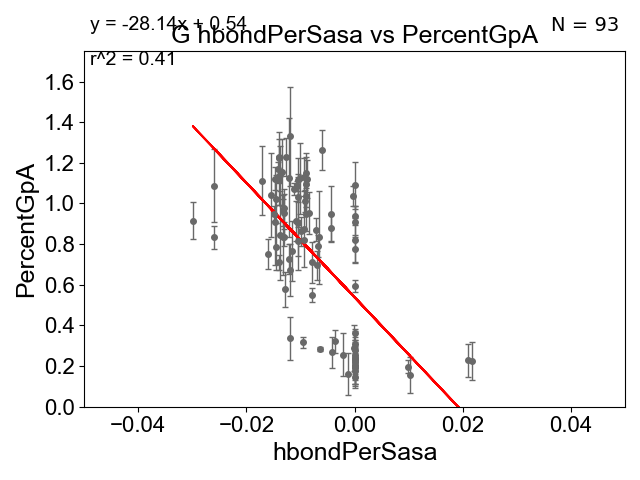 y = -28.14x + 0.54
G hbondPerSasa vs PercentGpA
N = 93
r^2 = 0.41
1.6
1.4
1.2
1.0
0.8
0.6
0.4
0.2
0.0
PercentGpA
−0.04 −0.02 0.00 0.02 0.04
hbondPerSasa